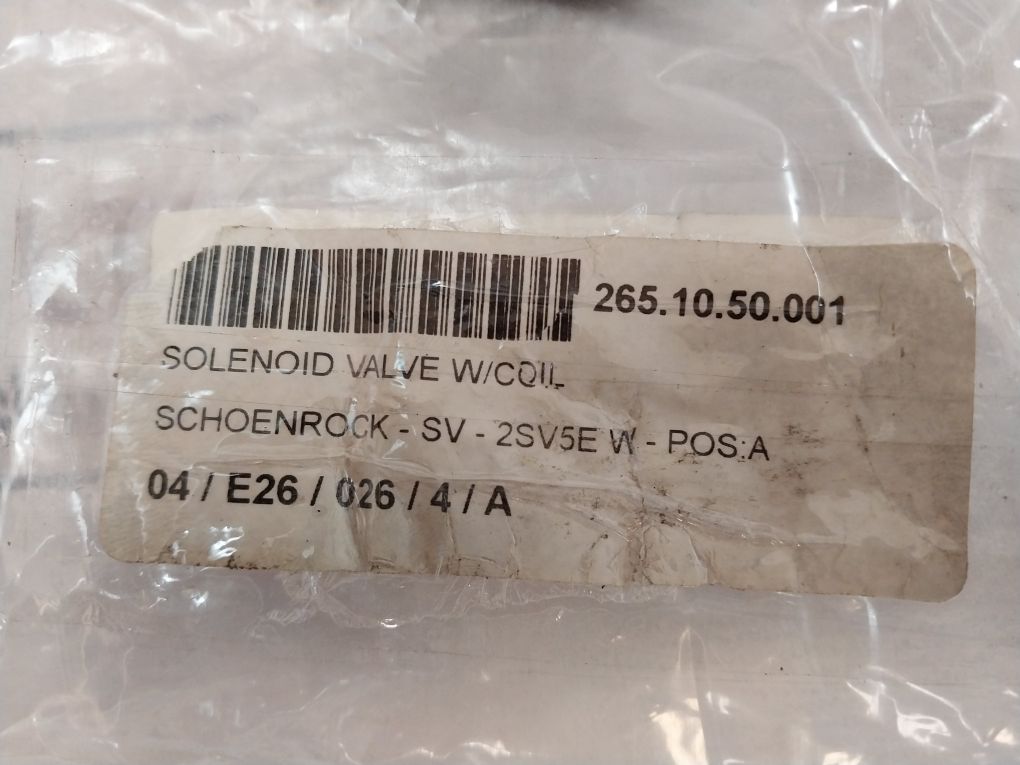 265.10.50.001
SOLENOID VALVE W/COIL
SCHOENROCK - SV - 2SV5E W - POS:A
04 / E26 / 026 / 4 / A